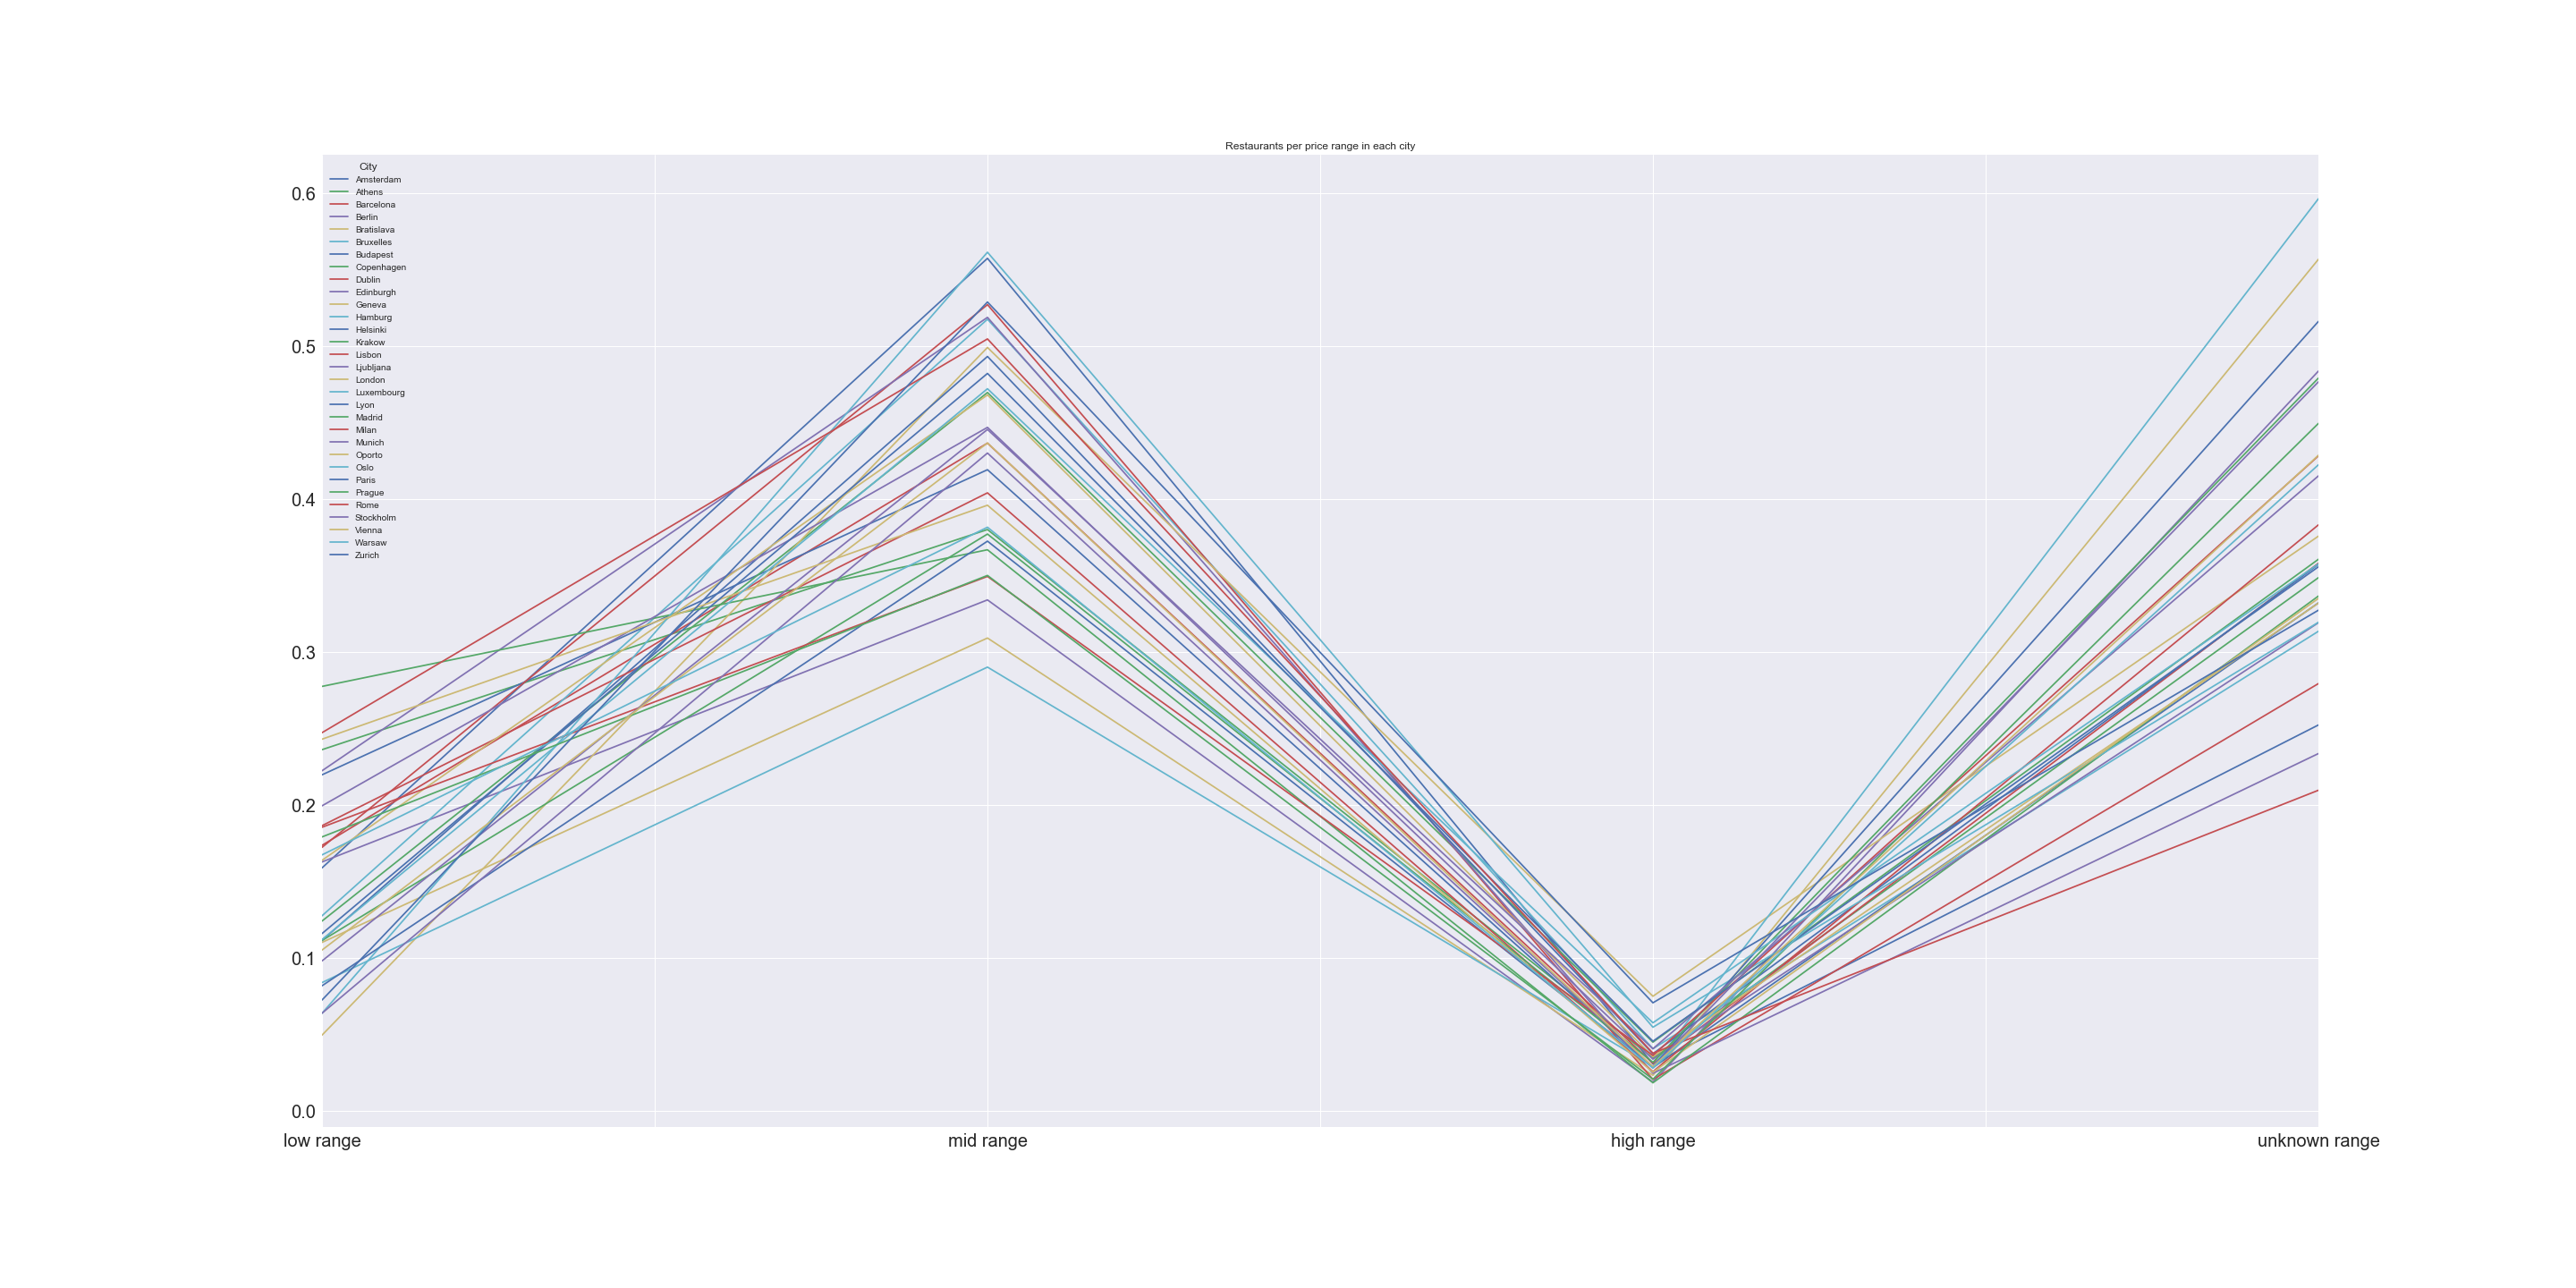 Restaurants per price range in each city
City
Amsterdam
Athens
Barcelona
Berlin
Bratislava
Bruxelles
Budapest
Copenhagen
Dublin
Edinburgh
Geneva
Hamburg
Helsinki
Krakow
Lisbon
Ljubljana
London
Luxembourg
Lyon
Madrid
Milan
Munich
Oporto
Oslo
Paris
Prague
Rome
Stockholm
Vienna
Warsaw
Zurich
0.6
0.5
0.4
0.3
0.2
0.1
0.0
low range mid range high range unknown range